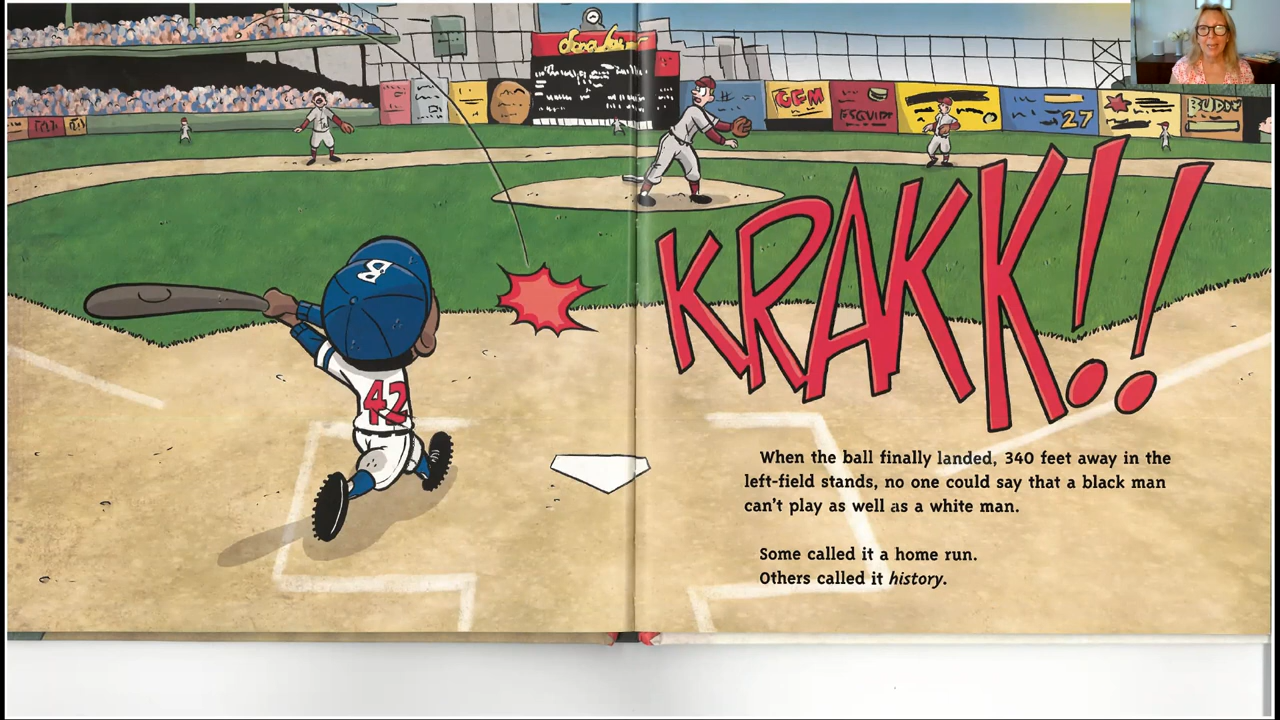 GEM
ESQUIRE
27
BUDDY
B
42
KRAKK!!
When the ball finally landed, 340 feet away in the
left-field stands, no one could say that a black man
can't play as well as a white man.
Some called it a home run.
Others called it history.